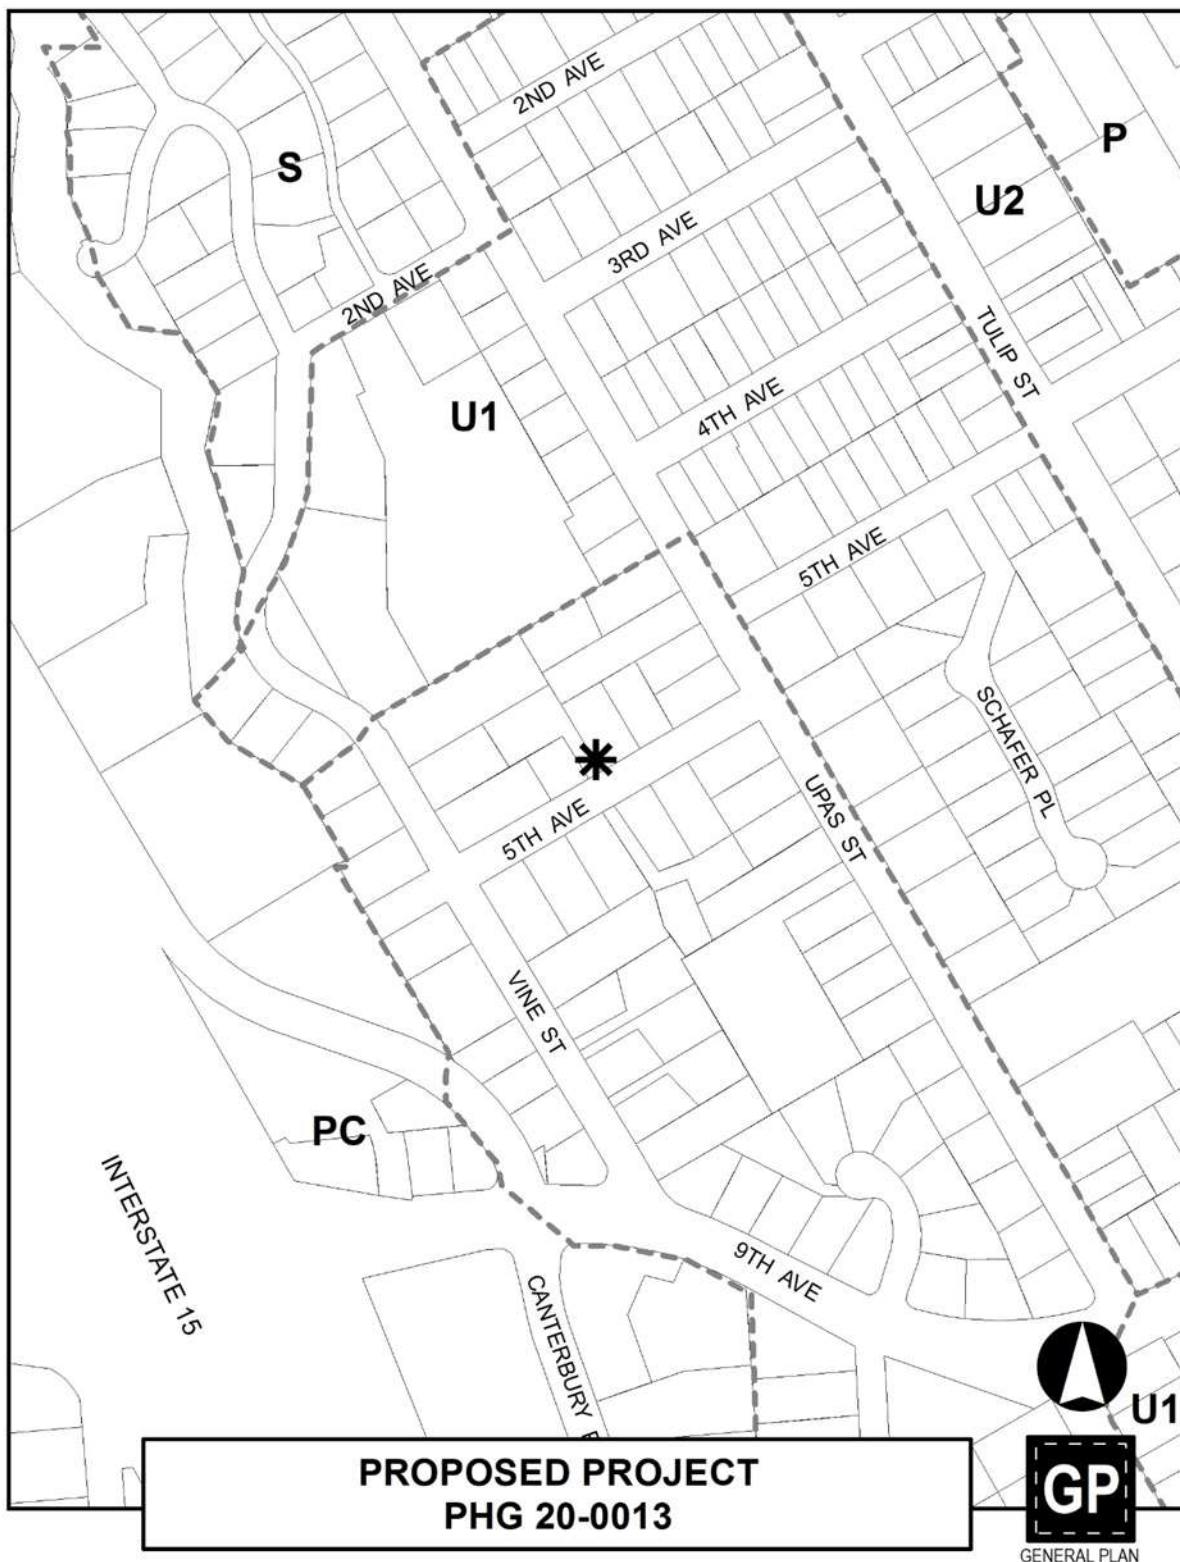 2ND AVE
P
S
U2
3RD AVE
2ND AVE
TULIP ST
4TH AVE
U1
5TH AVE
SCHAFER PL
5TH AVE
UPAS ST
VINE ST
PC
INTERSTATE 15
9TH AVE
CANTERBURY
U1
PROPOSED PROJECT
PHG 20-0013
GP
GENERAL PLAN